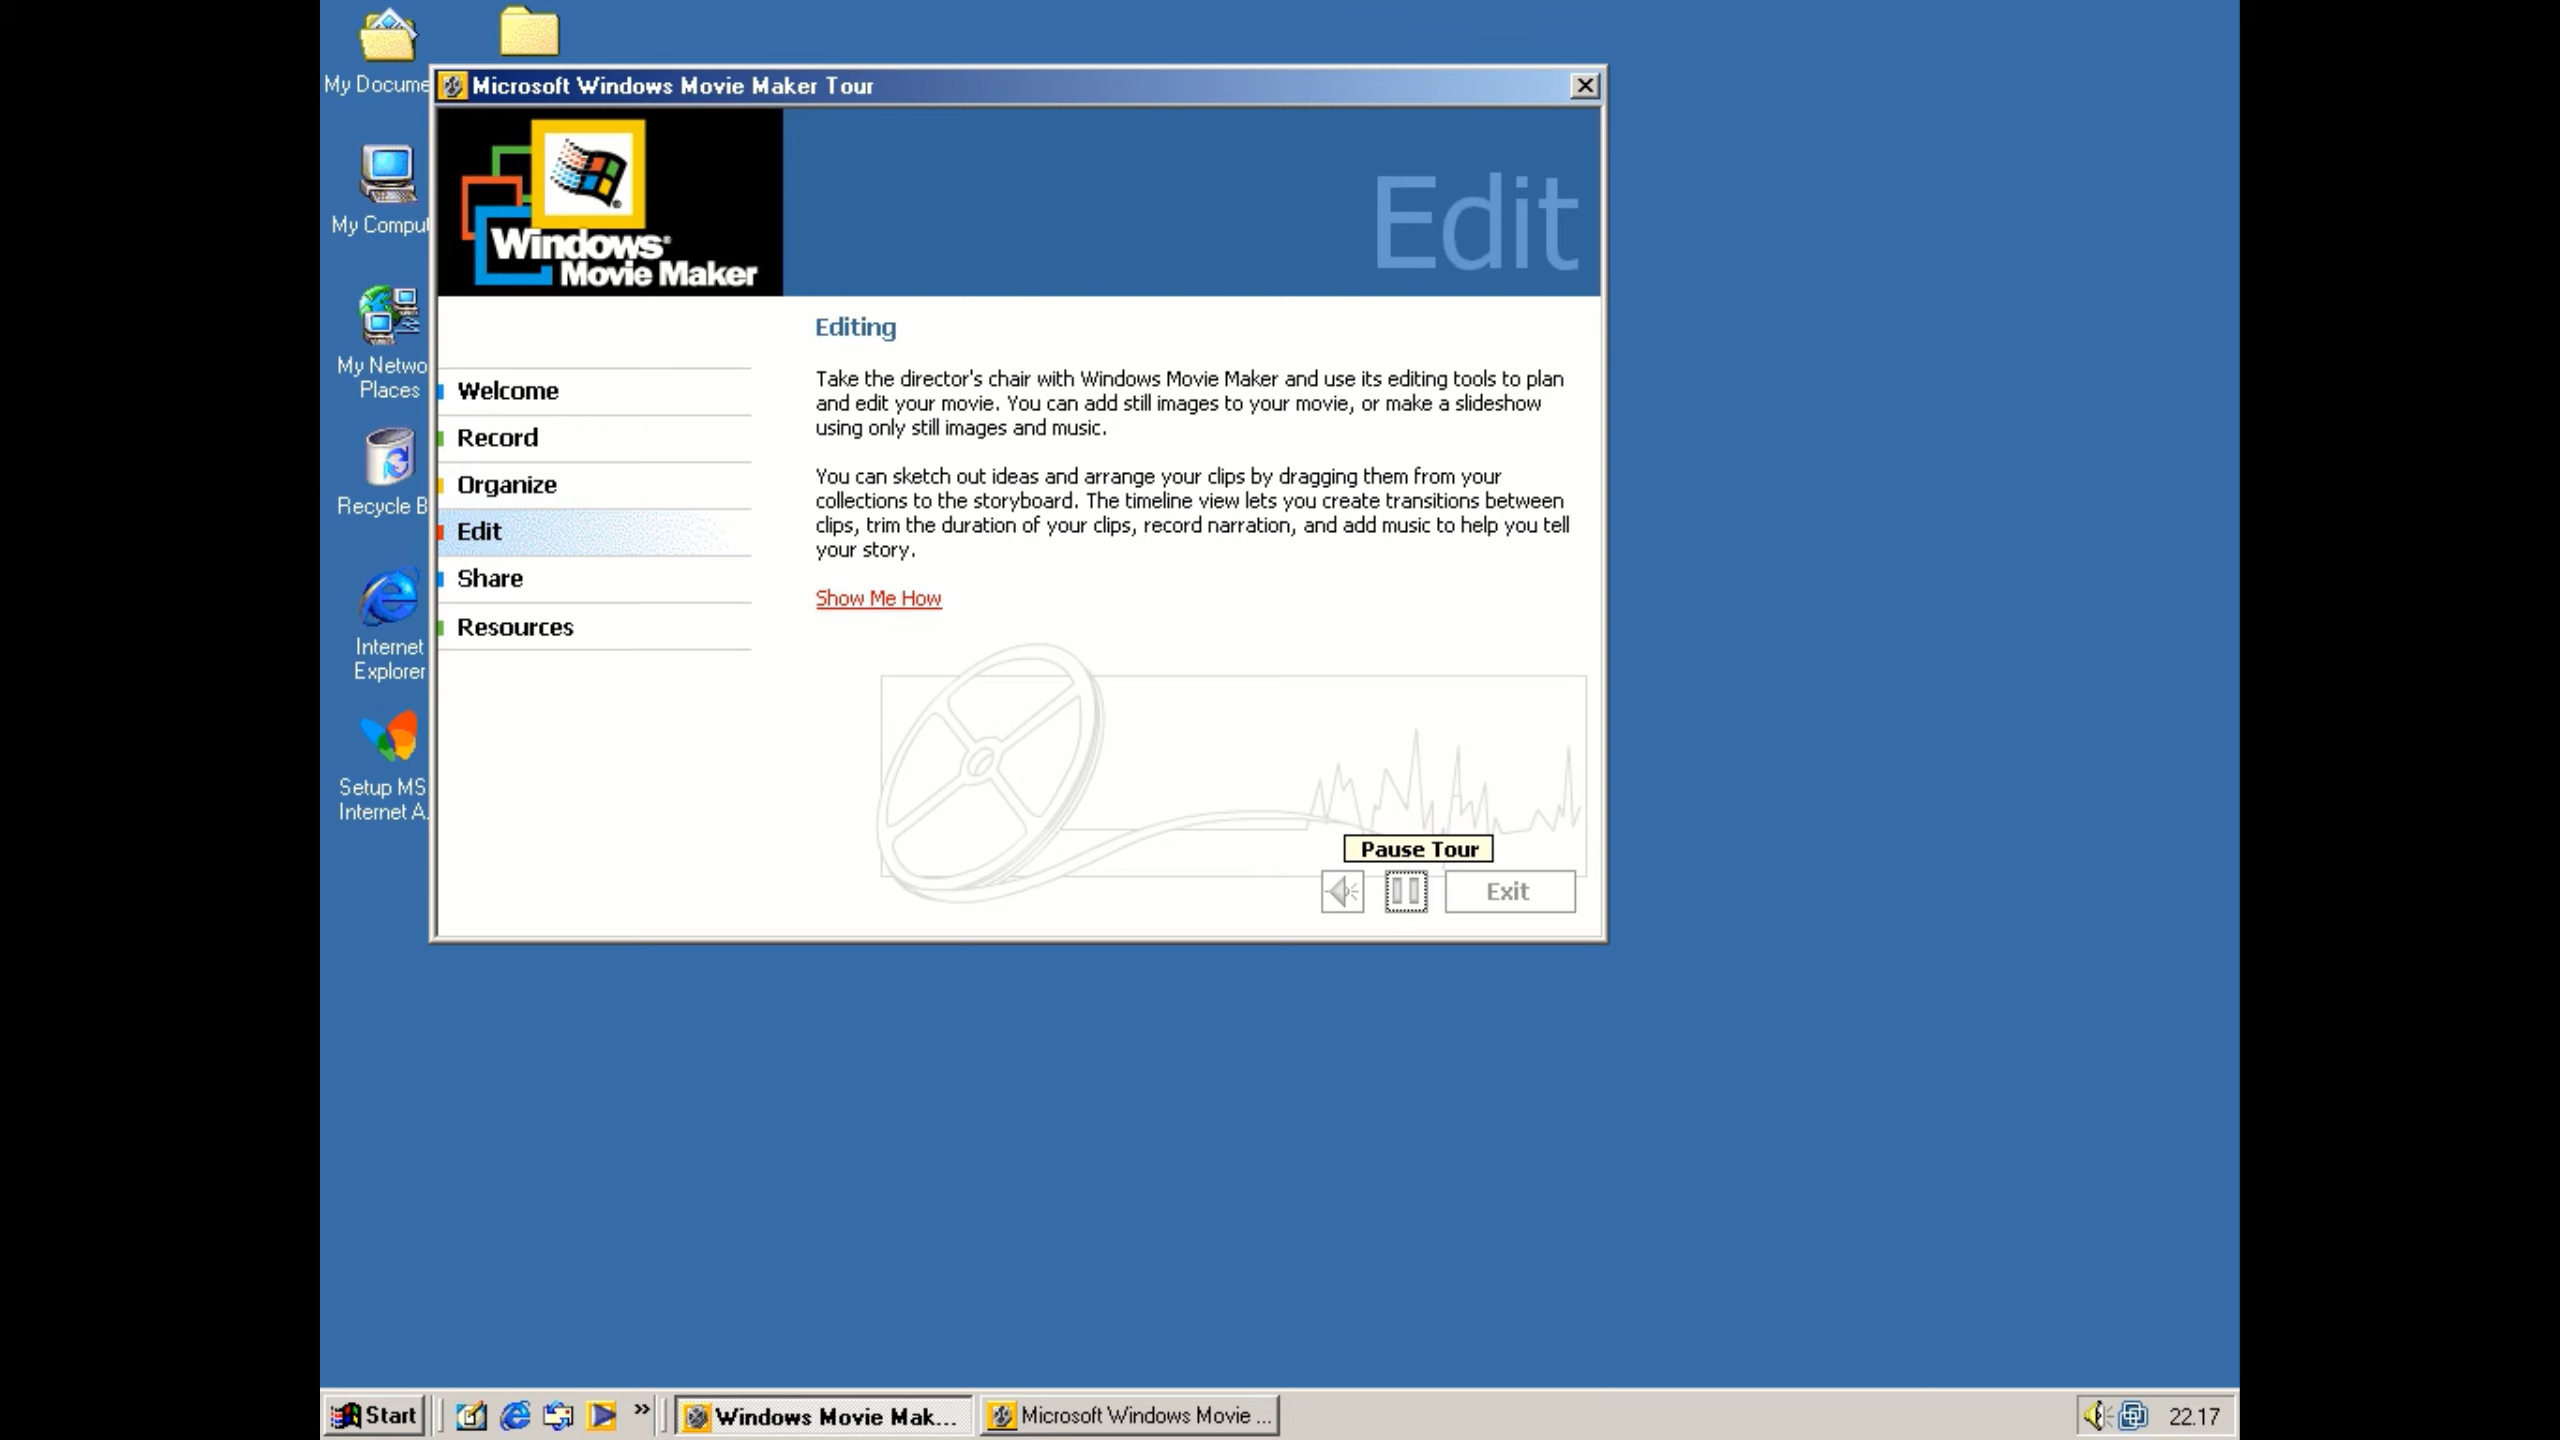 My Docume
Microsoft Windows Movie Maker Tour
Windows
Movie Maker
Edit
My Comput
My Netwo
Places
Recycle B
Internet
Explorer
Setup MS
Internet A.
Welcome
Record
Organize
Edit
Share
Resources
Editing
Take the director's chair with Windows Movie Maker and use its editing tools to plan
and edit your movie. You can add still images to your movie, or make a slideshow
using only still images and music.
You can sketch out ideas and arrange your clips by dragging them from your
collections to the storyboard. The timeline view lets you create transitions between
clips, trim the duration of your clips, record narration, and add music to help you tell
your story.
Show Me How
Pause Tour
Exit
Start
Windows Movie Mak...
Microsoft Windows Movie ...
22.17